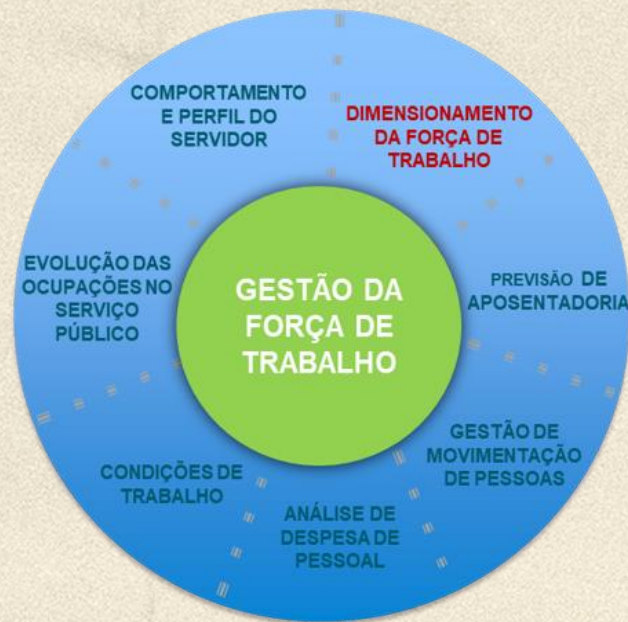 COMPORTAMENTO
E PERFIL DO
SERVIDOR
DIMENSIONAMENTO
DA FORÇA DE
TRABALHO
EVOLUÇÃO DAS
OCUPAÇÕES NO
SERVIÇO
PÚBLICO
GESTÃO DA
FORÇA DE
TRABALHO
PREVISÃO DE
APOSENTADORIA
CONDIÇÕES DE
TRABALHO
ANÁLISE DE
DESPESA DE
PESSOAL
GESTÃO DE
MOVIMENTAÇÃO
DE PESSOAS